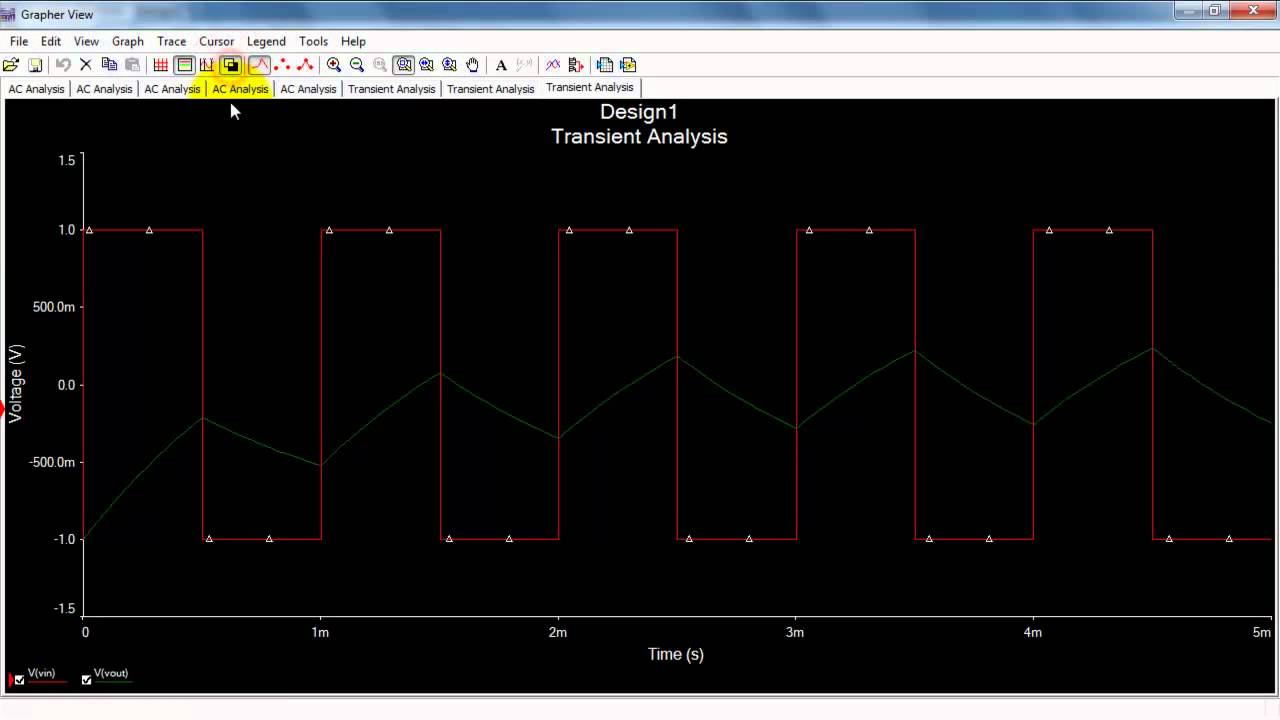 Grapher View
File Edit View Graph Trace Cursor Legend Tools Help
A
AC Analysis AC Analysis AC Analysis AC Analysis AC Analysis Transient Analysis Transient Analysis Transient Analysis
Design1
Transient Analysis
1.5
1.0
500.0m
0.0
-500.0m
-1.0
-1.5
Voltage (V)
0 1m 2m 3m 4m 5m
Time (s)
V(vin) V(vout)